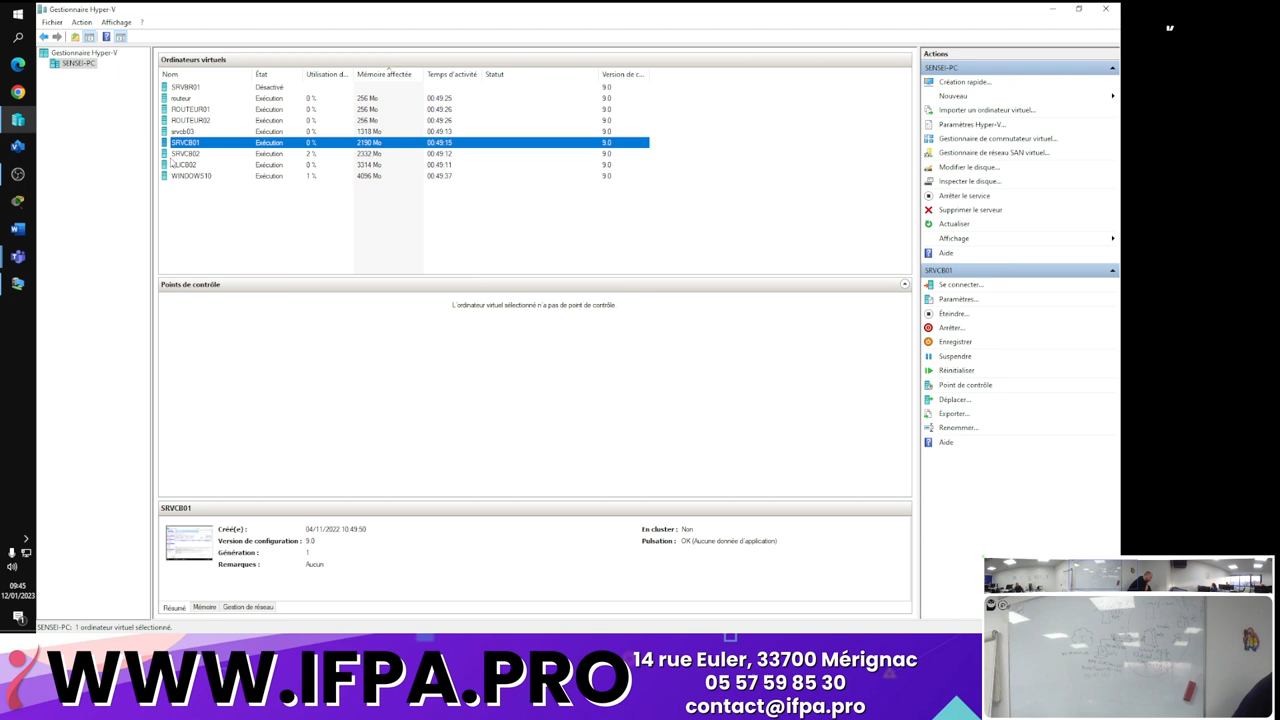 Gestionnaire Hyper-V
Fichier Action Affichage ?
Gestionnaire Hyper-V
SENSEI-PC
Ordinateurs virtuels
Nom État Utilisation d... Mémoire affectée Temps d'activité Statut Version de c...
SRVBR01 Désactivé 9.0
routeur Exécution 0 % 256 Mo 00:49:25 9.0
ROUTEUR01 Exécution 0 % 256 Mo 00:49:26 9.0
ROUTEUR02 Exécution 0 % 256 Mo 00:49:26 9.0
srvcb03 Exécution 0 % 1318 Mo 00:49:13 9.0
SRVCB01 Exécution 0 % 2190 Mo 00:49:15 9.0
SRVCB02 Exécution 2 % 2332 Mo 00:49:12 9.0
Exécution 0 % 3314 Mo 00:49:11 9.0
WINDOWS10 Exécution 1 % 4096 Mo 00:49:37 9.0
Points de contrôle
L'ordinateur virtuel sélectionné n'a pas de point de contrôle.
SRVCB01
Créé(e) : 04/11/2022 10:49:50 En cluster : Non
Version de configuration : 9.0 Pulsation : OK (Aucune donnée d'application)
Génération : 1
Remarques : Aucun
Résumé Mémoire Gestion de réseau
SENSEI-PC: 1 ordinateur virtuel sélectionné.
Actions
SENSEI-PC
Création rapide...
Nouveau
Importer un ordinateur virtuel...
Paramètres Hyper-V...
Gestionnaire de commutateur virtuel...
Gestionnaire de réseau SAN virtuel...
Modifier le disque...
Inspecter le disque...
Arrêter le service
Supprimer le serveur
Actualiser
Affichage
Aide
SRVCB01
Se connecter...
Paramètres...
Éteindre...
Arrêter...
Enregistrer
Suspendre
Réinitialiser
Point de contrôle
Déplacer...
Exporter...
Renommer...
Aide
09:45
12/01/2023
WWW.IFPA.PRO
14 rue Euler, 33700 Mérignac
05 57 59 85 30
contact@ifpa.pro